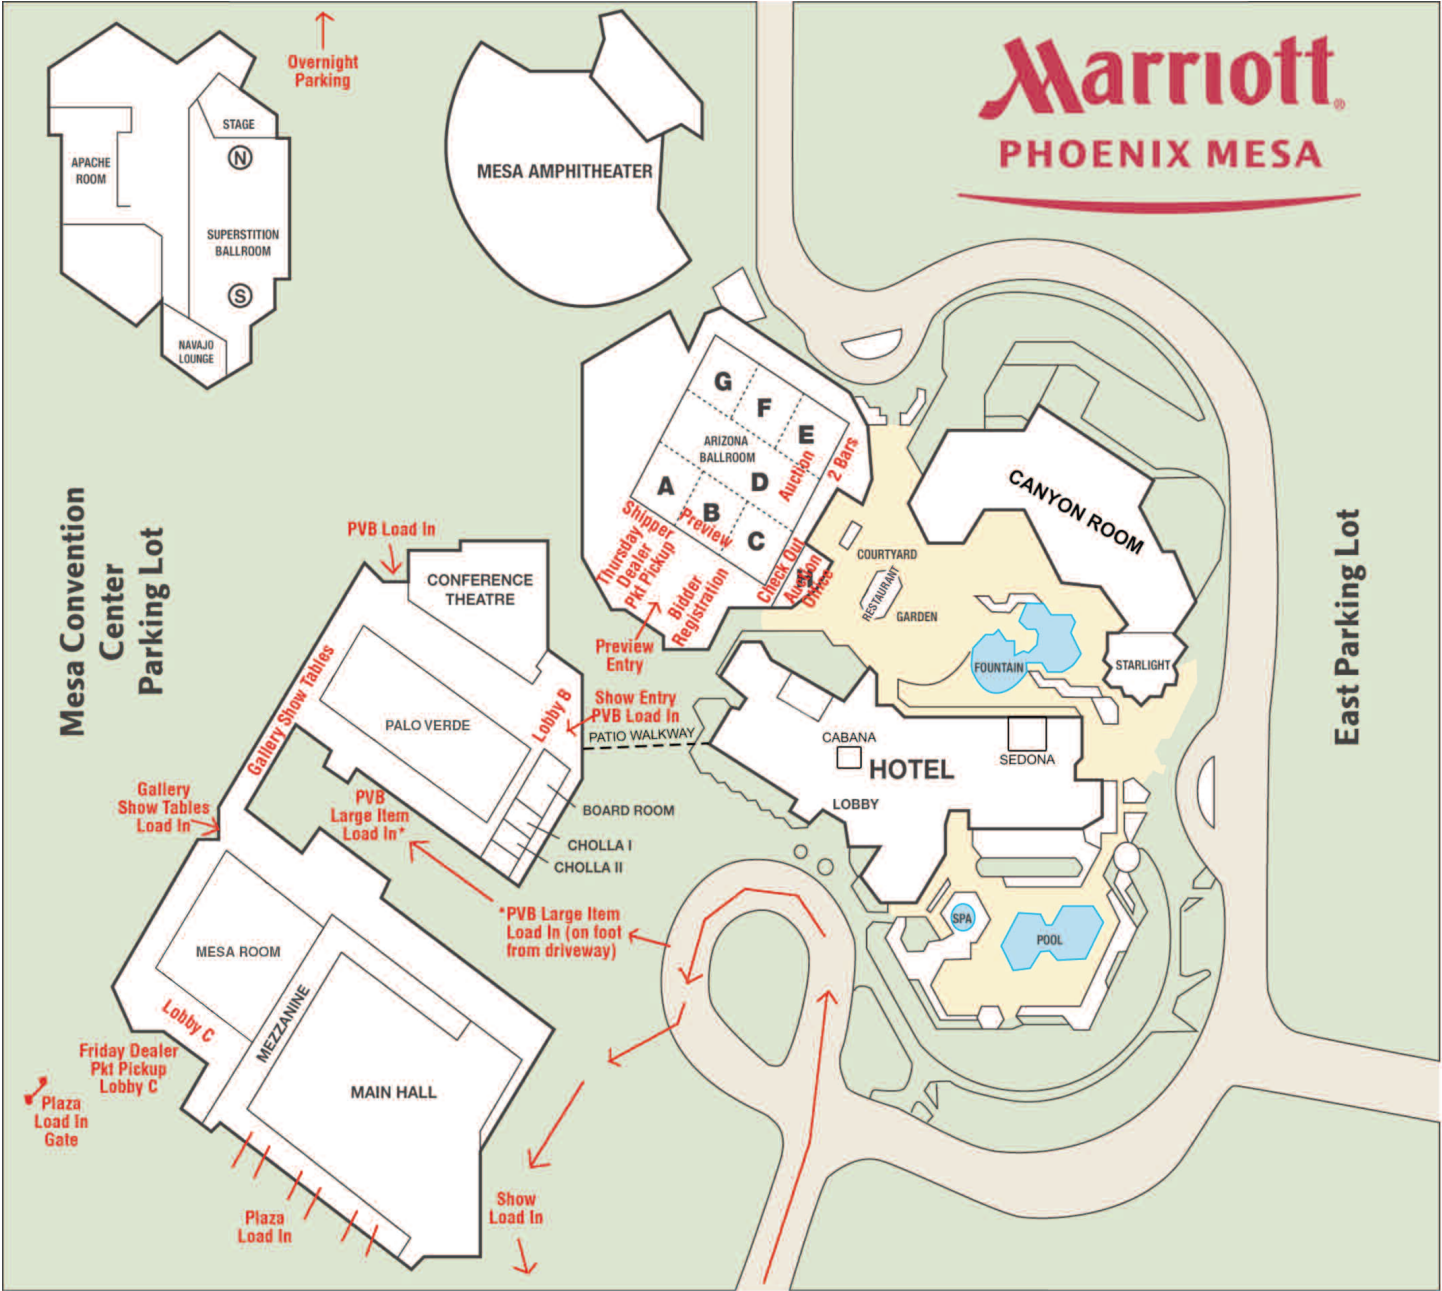 Overnight
Parking
Marriott®
PHOENIX MESA
STAGE
N
APACHE
ROOM
SUPERSTITION
BALLROOM
S
NAVAJO
LOUNGE
MESA AMPHITHEATER
G
F
E
ARIZONA
BALLROOM
D
A
B
C
Auction
2 Bars
Shipper
Preview
Thursday
Dealer
Pkt Pickup
Bidder
Registration
Check Out
Auction
Office
Preview
Entry
CANYON ROOM
COURTYARD
RESTAURANT
GARDEN
FOUNTAIN
STARLIGHT
Mesa Convention
Center
Parking Lot
East Parking Lot
PVB Load In
CONFERENCE
THEATRE
Gallery Show Tables
PALO VERDE
Lobby B
Show Entry
PVB Load In
PATIO WALKWAY
CABANA
HOTEL
SEDONA
LOBBY
Gallery
Show Tables
Load In
PVB
Large Item
Load In*
BOARD ROOM
CHOLLA I
CHOLLA II
*PVB Large Item
Load In (on foot
from driveway)
SPA
POOL
MESA ROOM
MEZZANINE
Lobby C
MAIN HALL
Friday Dealer
Pkt Pickup
Lobby C
Plaza
Load In
Gate
Plaza
Load In
Show
Load In